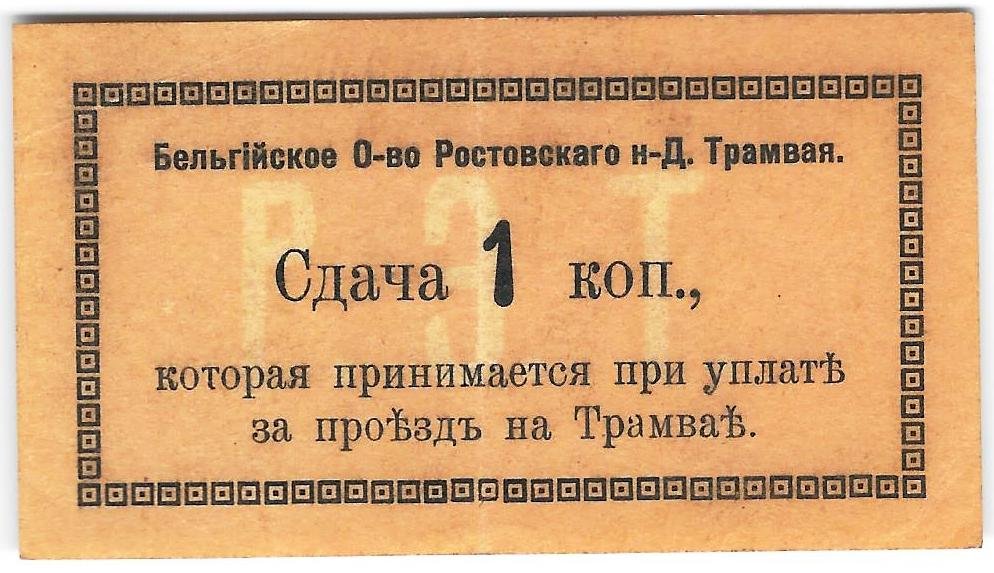 Бельгійское О-во Ростовскаго н-Д. Трамвая.
Р Э Т
Сдача 1 коп.,
которая принимается при уплатѣ
за проѣздъ на Трамваѣ.